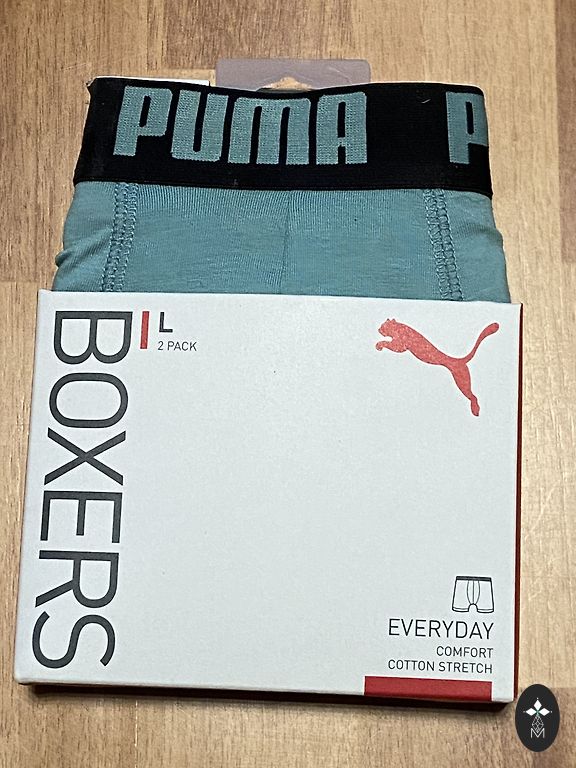 PUMA P
L
2 PACK
BOXERS
EVERYDAY
COMFORT
COTTON STRETCH
M